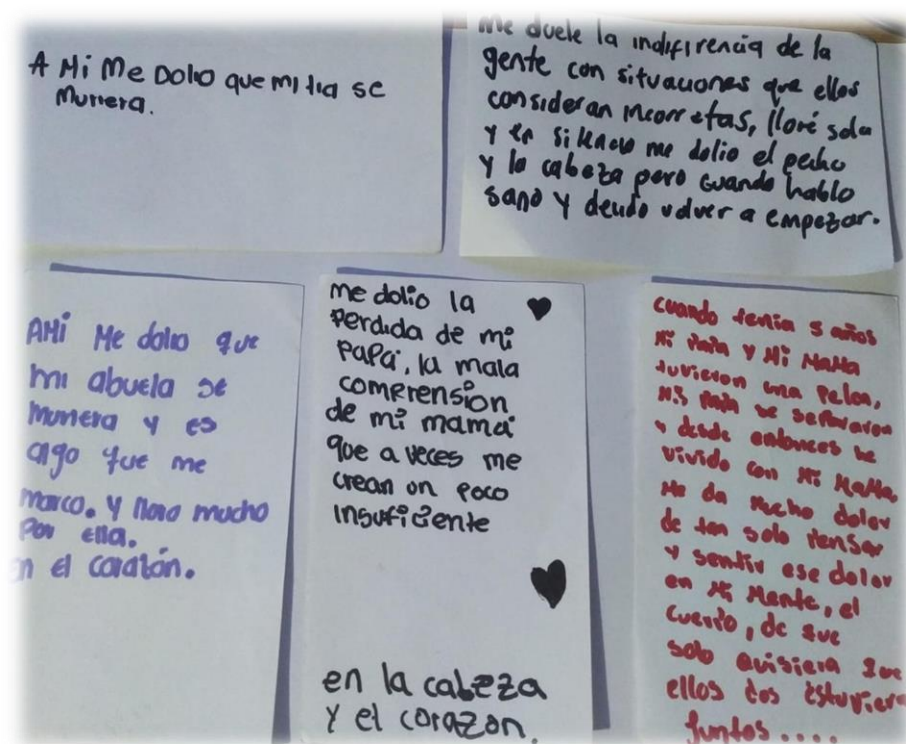 A Mi Me Dolio que mi tia se
Muriera.
me duele la indifirencia de la
gente con situaciones que ellos
consideran incorretas, lloré sola
y en silencio me dolio el pecho
y la cabeza pero cuando hablo
sano y deudo volver a empezar.
AMi Me dolio que
mi abuela se
Muriera y es
algo que me
marco. y lloro mucho
Por ella.
en el corazón.
me dolio la
Perdida de mi
Papá, la mala
comprension
de mi mamá
que a veces me
crean un poco
Insuficiente
en la cabeza
y el corazon.
cuando tenia 5 años
Mi Papa y Mi Mama
tuvieron una Pelea,
Mis Papa se separaron
y desde entonces he
vivido con Mi Mama,
Me da Mucho dolor
de tan solo Pensar
y sentir ese dolor
en Mi Mente, el
cuerpo, de que
solo quisiera que
ellos dos estuviera
juntos....